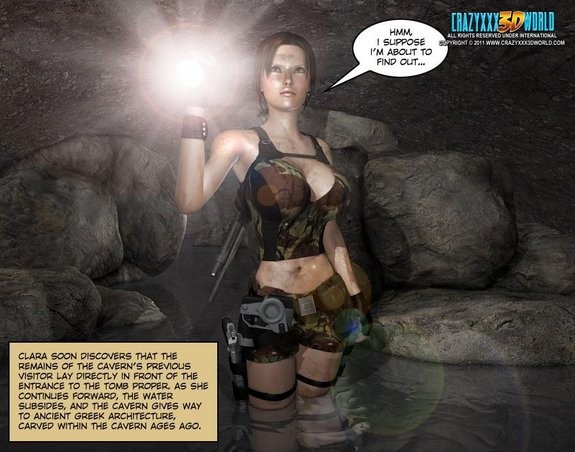 HMM,
I SUPPOSE
I'M ABOUT TO
FIND OUT...
CRAZYXXX3DWORLD
ALL RIGHTS RESERVED UNDER INTERNATIONAL
COPYRIGHT © 2011 WWW.CRAZYXXX3DWORLD.COM
CLARA SOON DISCOVERS THAT THE
REMAINS OF THE CAVERN'S PREVIOUS
VISITOR LAY DIRECTLY IN FRONT OF THE
ENTRANCE TO THE TOMB PROPER. AS SHE
CONTINUES FORWARD, THE WATER
SUBSIDES, AND THE CAVERN GIVES WAY
TO ANCIENT GREEK ARCHITECTURE,
CARVED WITHIN THE CAVERN AGES AGO.